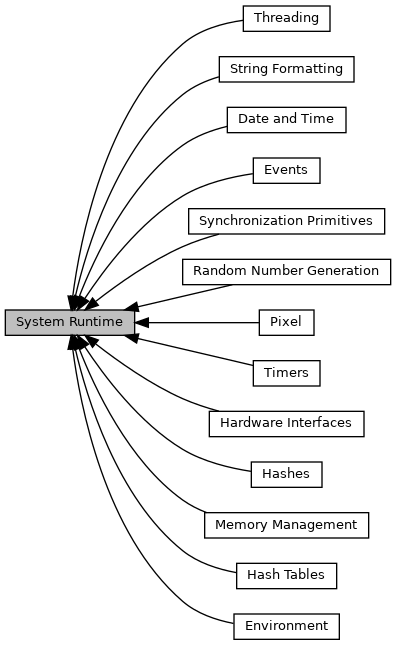 Threading
String Formatting
Date and Time
Events
Synchronization Primitives
Random Number Generation
System Runtime
Pixel
Timers
Hardware Interfaces
Hashes
Memory Management
Hash Tables
Environment